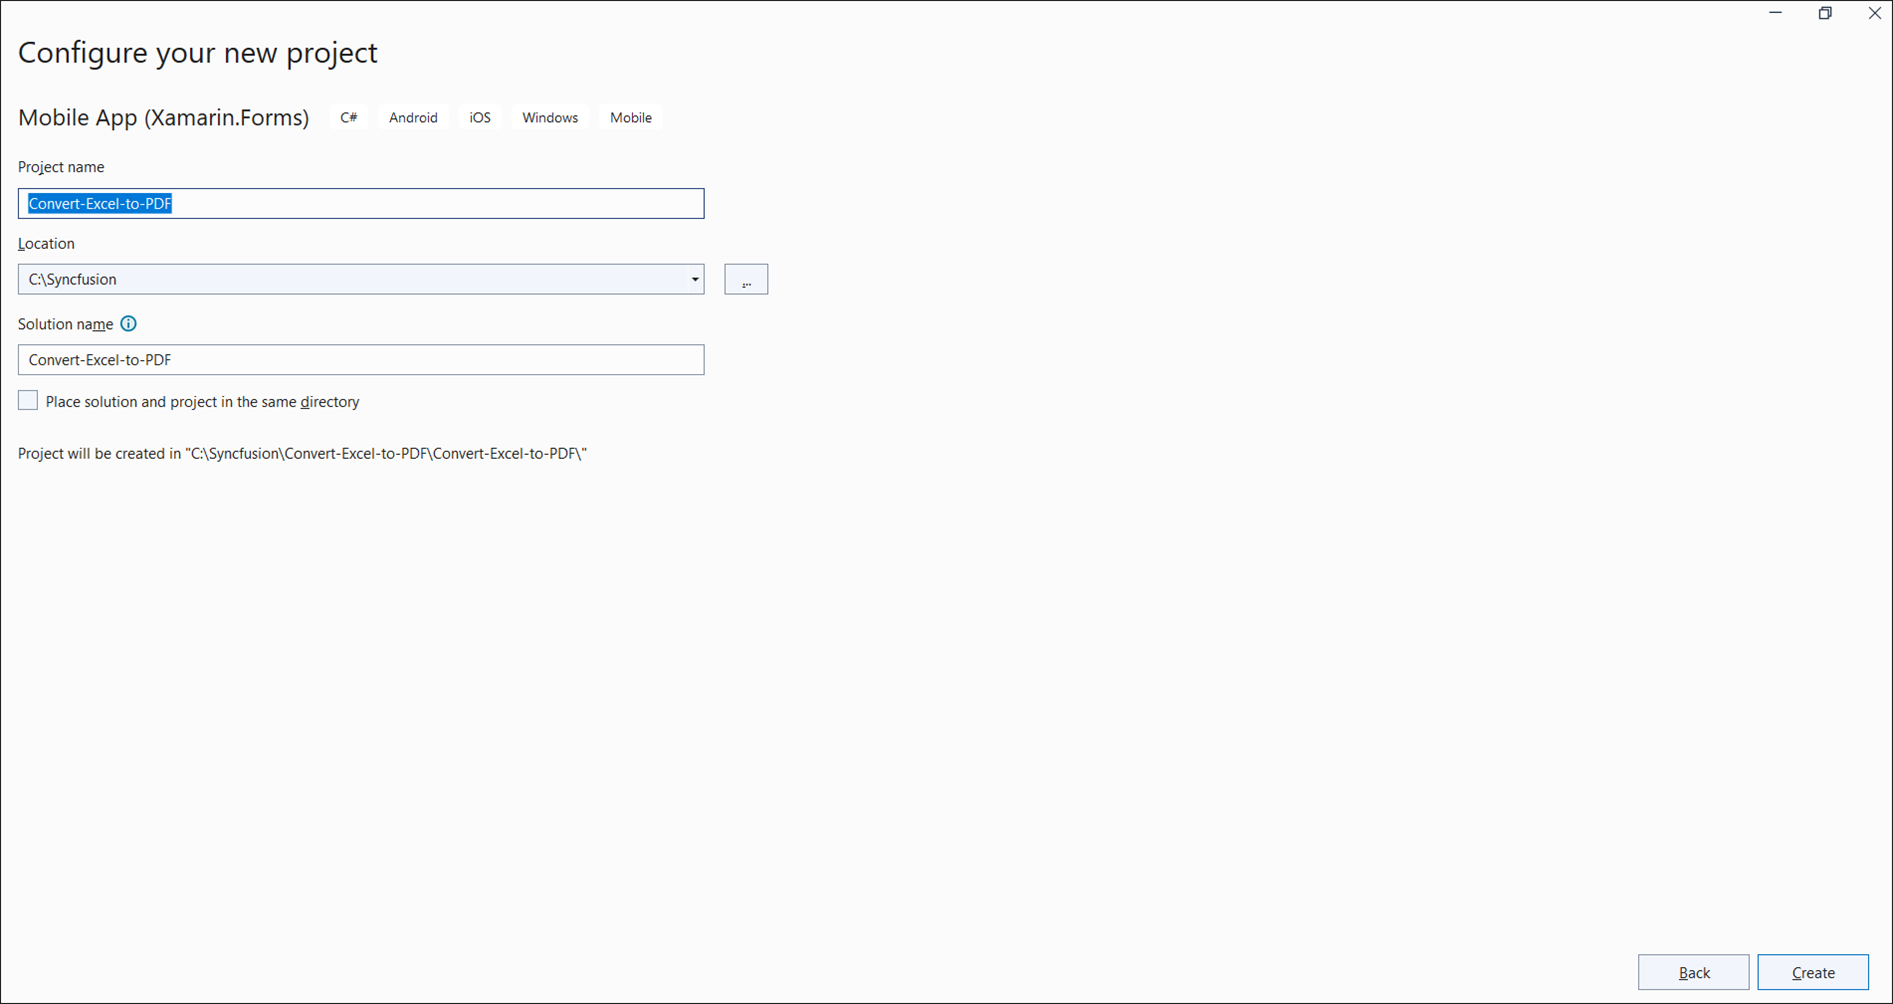 Configure your new project
Mobile App (Xamarin.Forms) C# Android iOS Windows Mobile
Project name
Convert-Excel-to-PDF
Location
C:\Syncfusion
...
Solution name
Convert-Excel-to-PDF
Place solution and project in the same directory
Project will be created in "C:\Syncfusion\Convert-Excel-to-PDF\Convert-Excel-to-PDF\"
Back Create